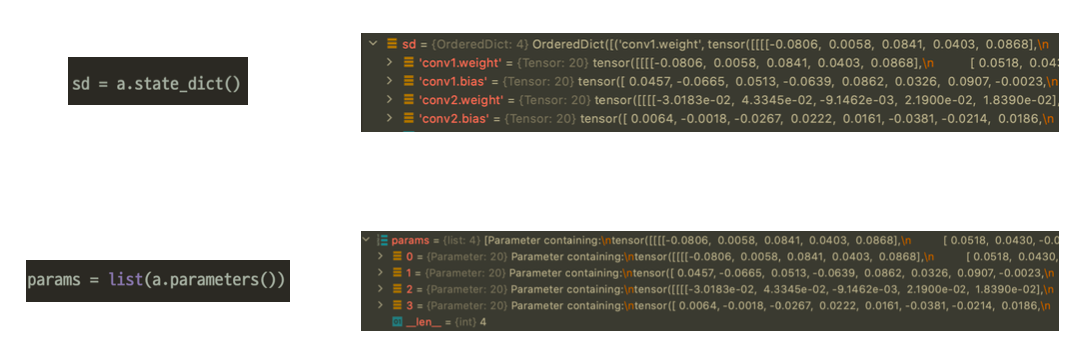 sd = a.state_dict()
sd = {OrderedDict: 4} OrderedDict([('conv1.weight', tensor([[[[-0.0806, 0.0058, 0.0841, 0.0403, 0.0868],\n
'conv1.weight' = {Tensor: 20} tensor([[[[-0.0806, 0.0058, 0.0841, 0.0403, 0.0868],\n [ 0.0518, 0.043
'conv1.bias' = {Tensor: 20} tensor([ 0.0457, -0.0665, 0.0513, -0.0639, 0.0862, 0.0326, 0.0907, -0.0023,\n
'conv2.weight' = {Tensor: 20} tensor([[[[-3.0183e-02, 4.3345e-02, -9.1462e-03, 2.1900e-02, 1.8390e-02],
'conv2.bias' = {Tensor: 20} tensor([ 0.0064, -0.0018, -0.0267, 0.0222, 0.0161, -0.0381, -0.0214, 0.0186,\n
params = list(a.parameters())
params = {list: 4} [Parameter containing:\ntensor([[[[-0.0806, 0.0058, 0.0841, 0.0403, 0.0868],\n [ 0.0518, 0.0430, -0.0
0 = {Parameter: 20} Parameter containing:\ntensor([[[[-0.0806, 0.0058, 0.0841, 0.0403, 0.0868],\n [ 0.0518, 0.0430,
1 = {Parameter: 20} Parameter containing:\ntensor([ 0.0457, -0.0665, 0.0513, -0.0639, 0.0862, 0.0326, 0.0907, -0.0023,\n
2 = {Parameter: 20} Parameter containing:\ntensor([[[[-3.0183e-02, 4.3345e-02, -9.1462e-03, 2.1900e-02, 1.8390e-02],\n
3 = {Parameter: 20} Parameter containing:\ntensor([ 0.0064, -0.0018, -0.0267, 0.0222, 0.0161, -0.0381, -0.0214, 0.0186,\n
__len__ = {int} 4